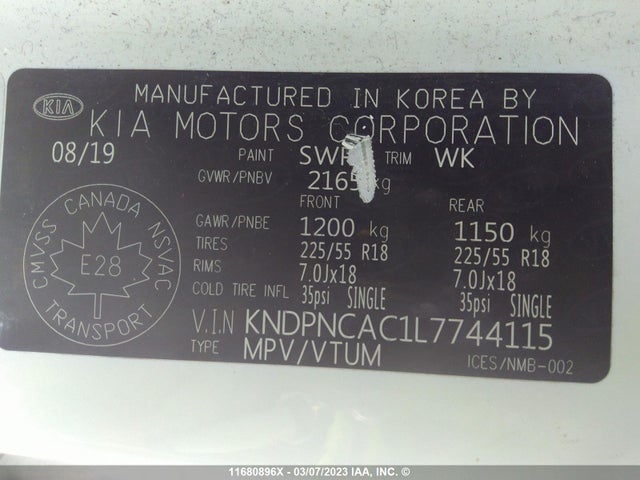 KIA
MANUFACTURED IN KOREA BY
KIA MOTORS CORPORATION
08/19 PAINT TRIM WK
GVWR/PNBV kg
FRONT REAR
GAWR/PNBE 1200 kg 1150 kg
TIRES 225/55 R18 225/55 R18
RIMS 7.0Jx18 7.0Jx18
COLD TIRE INFL 35psi SINGLE 35psi SINGLE
V.I.N KNDPNCAC1L7744115
TYPE MPV/VTUM
ICES/NMB-002
CMVSS CANADA NSVAC
E28
TRANSPORT
11680896X - 03/07/2023 IAA, Inc.